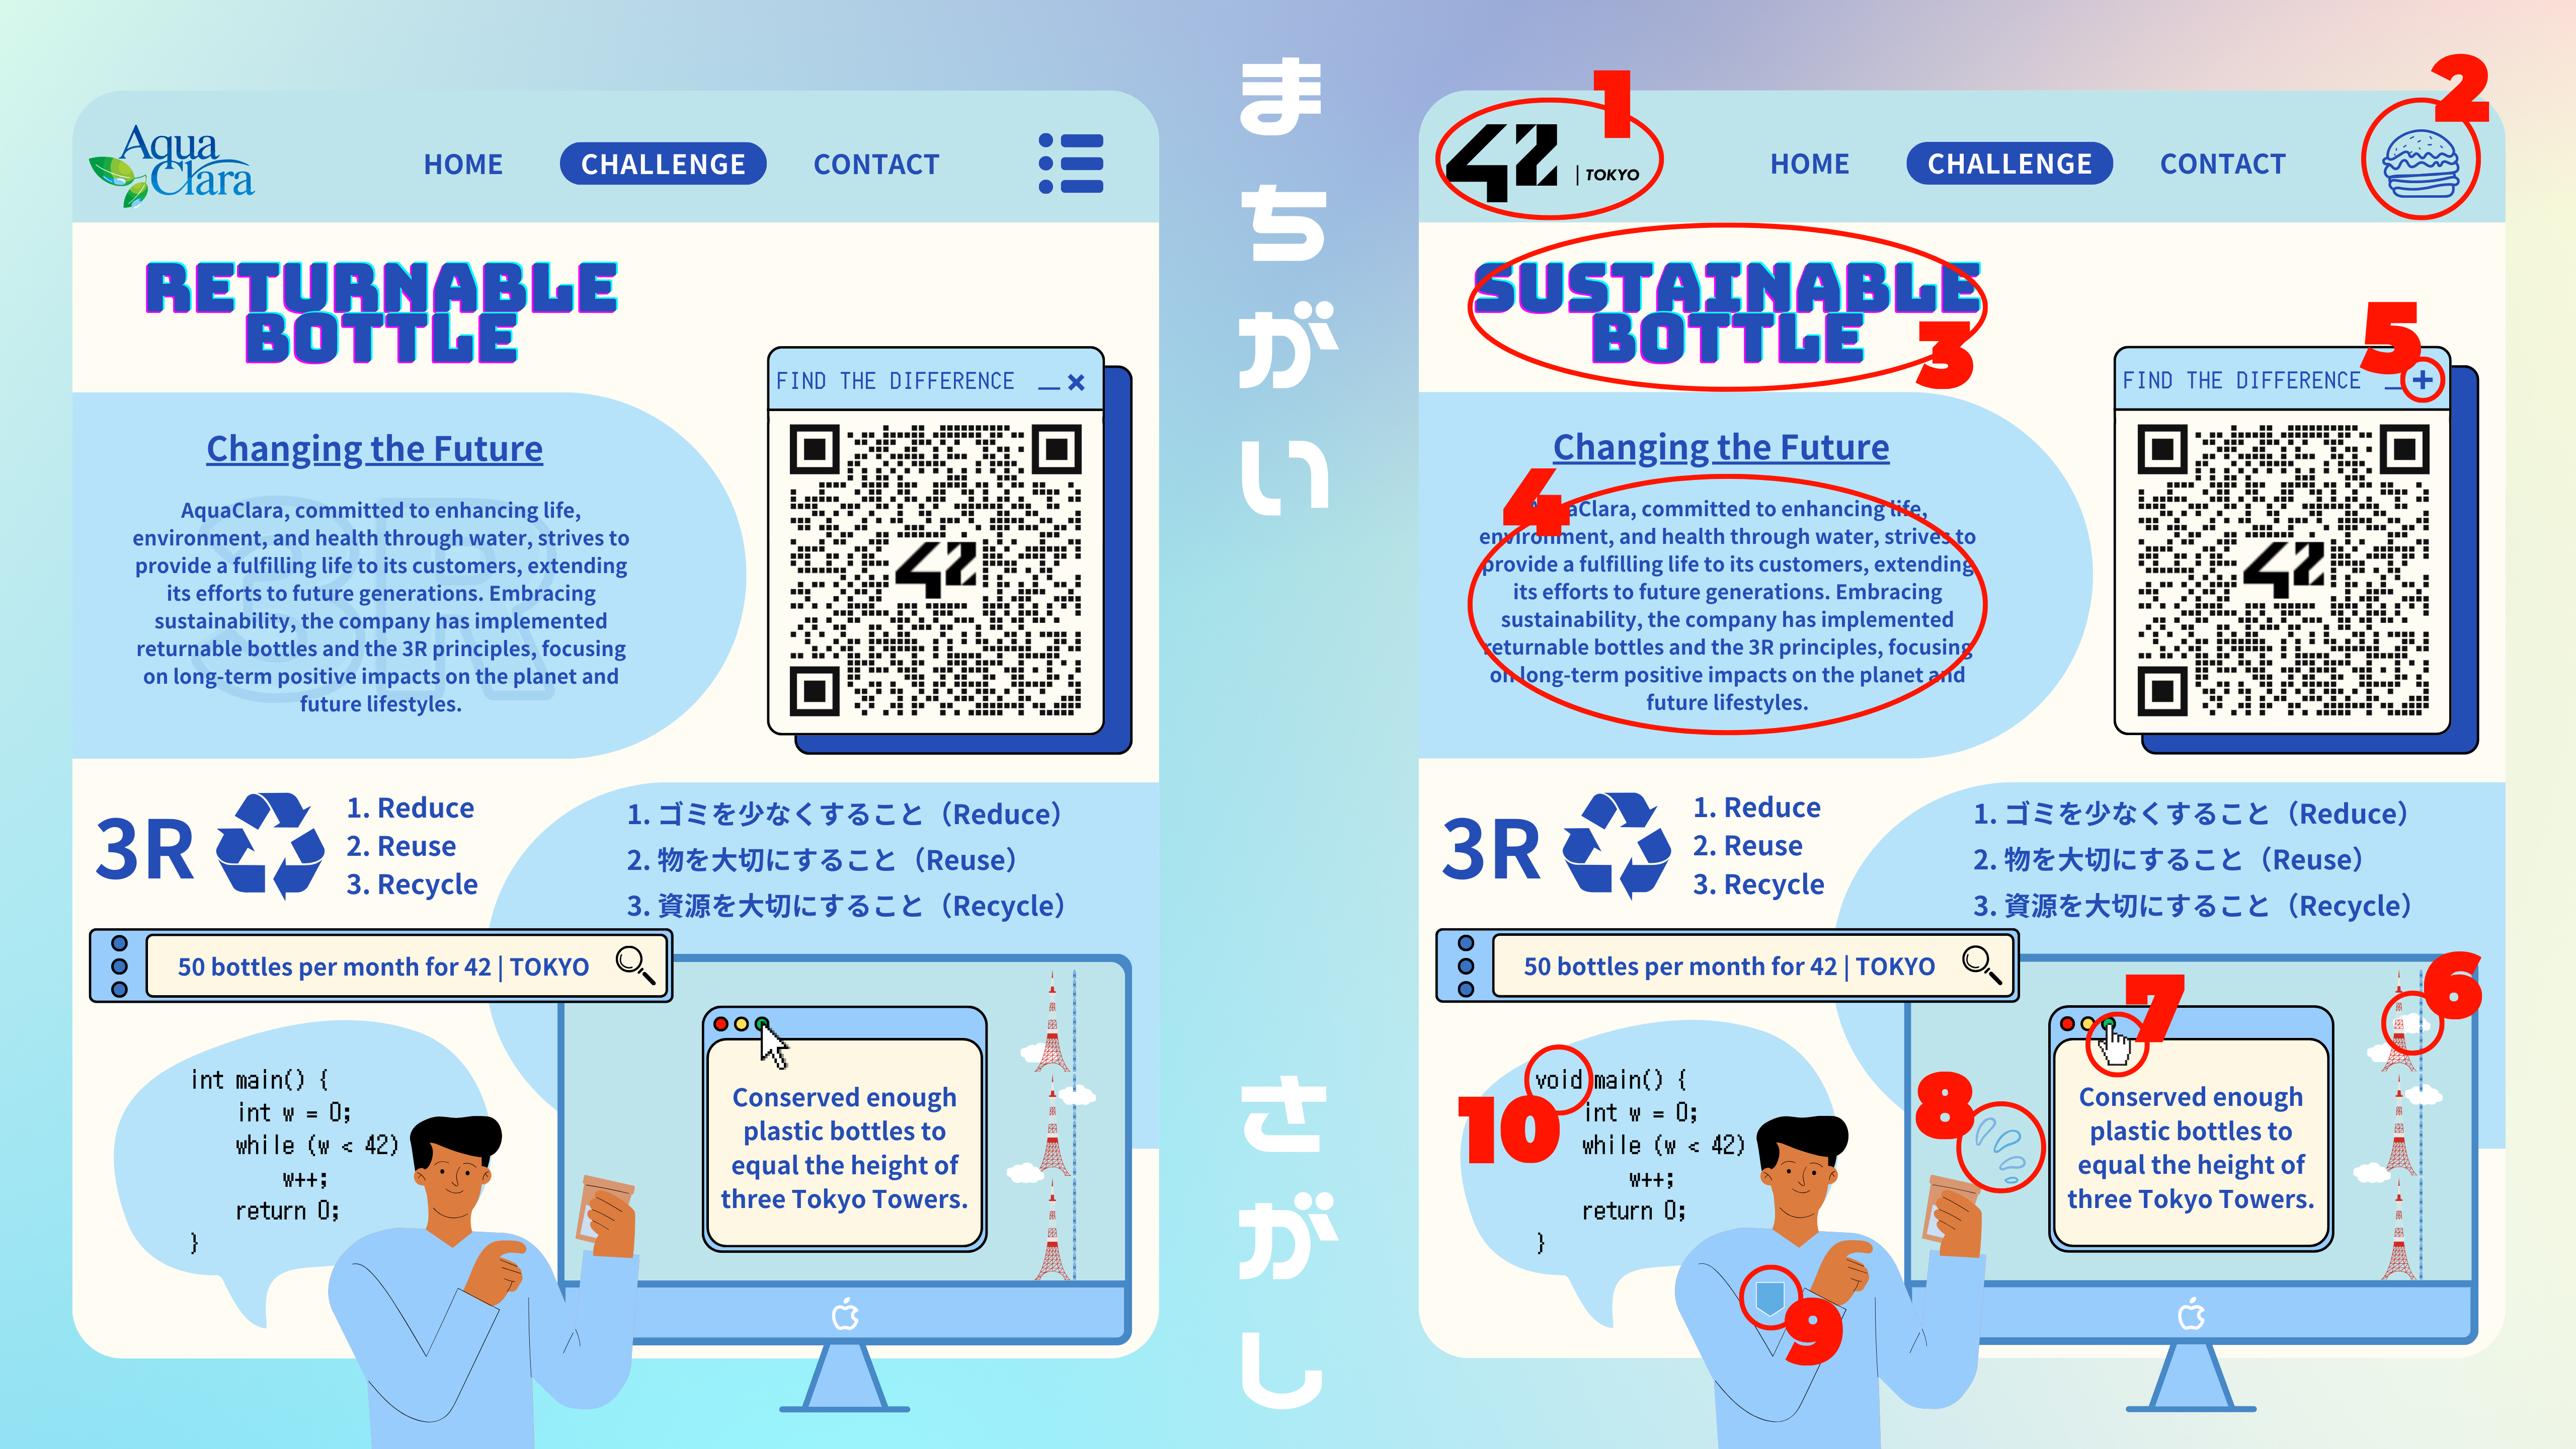 Aqua
Clara
HOME
CHALLENGE
CONTACT
RETURNABLE
BOTTLE
FIND THE DIFFERENCE
42
Changing the Future
3R
AquaClara, committed to enhancing life,
environment, and health through water, strives to
provide a fulfilling life to its customers, extending
its efforts to future generations. Embracing
sustainability, the company has implemented
returnable bottles and the 3R principles, focusing
on long-term positive impacts on the planet and
future lifestyles.
3R
1. Reduce
2. Reuse
3. Recycle
1. ゴミを少なくすること（Reduce）
2. 物を大切にすること（Reuse）
3. 資源を大切にすること（Recycle）
50 bottles per month for 42 | TOKYO
Conserved enough
plastic bottles to
equal the height of
three Tokyo Towers.
int main() {
int w = 0;
while (w < 42)
w++;
return 0;
}
まちがい
さがし
42 | TOKYO
1
HOME
CHALLENGE
CONTACT
2
SUSTAINABLE
BOTTLE
3
5
FIND THE DIFFERENCE
42
Changing the Future
4
committed to enhancing life,
environment, and health through water, strives to
provide a fulfilling life to its customers, extending
its efforts to future generations. Embracing
sustainability, the company has implemented
returnable bottles and the 3R principles, focusing
on long-term positive impacts on the planet and
future lifestyles.
3R
1. Reduce
2. Reuse
3. Recycle
1. ゴミを少なくすること（Reduce）
2. 物を大切にすること（Reuse）
3. 資源を大切にすること（Recycle）
50 bottles per month for 42 | TOKYO
6
7
Conserved enough
plastic bottles to
equal the height of
three Tokyo Towers.
8
10
void main() {
int w = 0;
while (w < 42)
w++;
return 0;
}
9